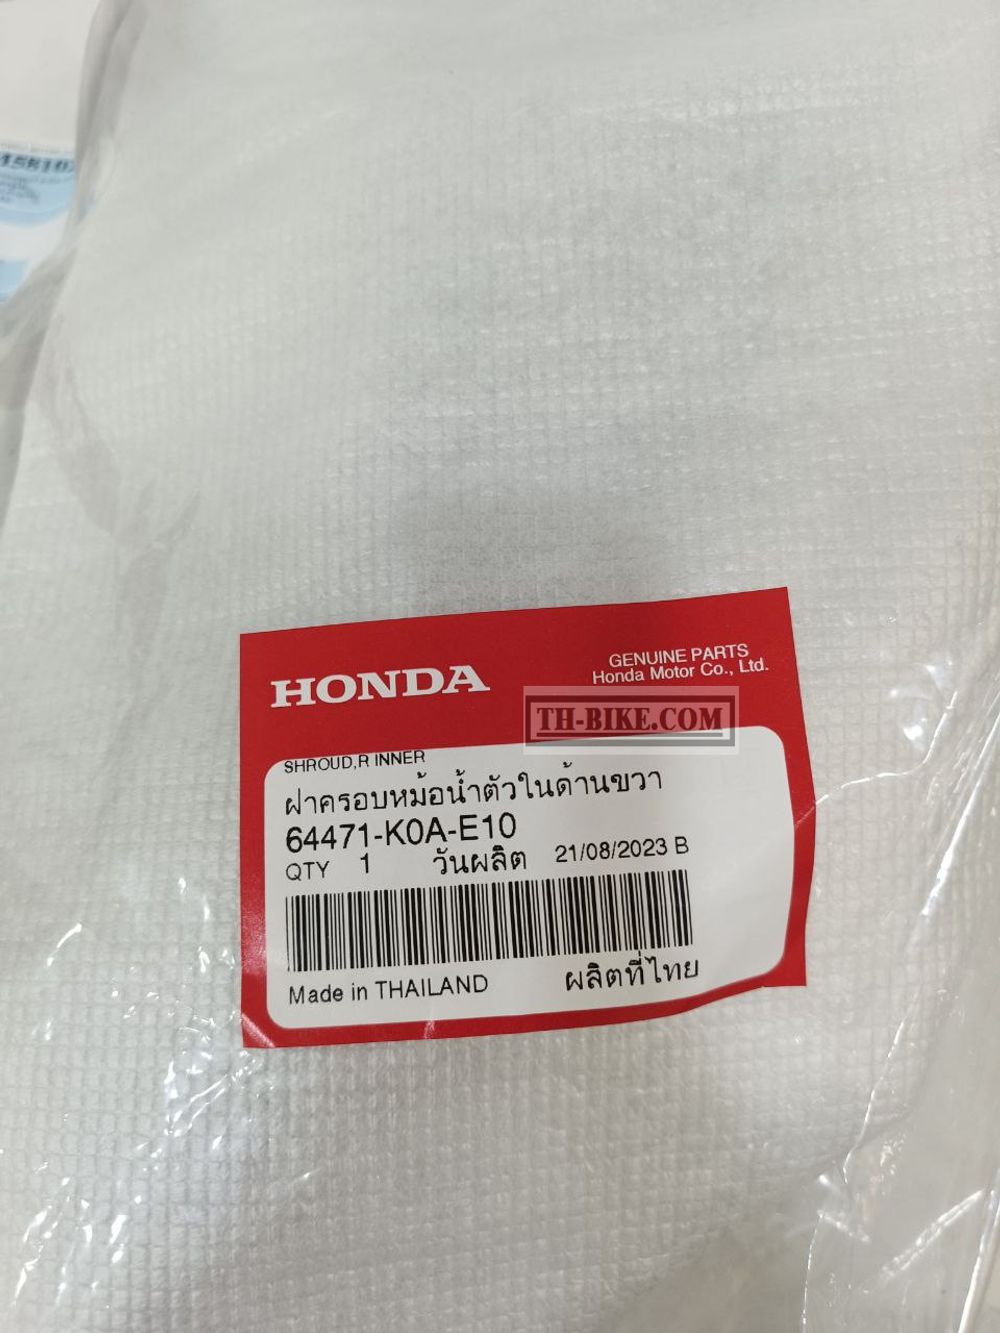 HONDA
GENUINE PARTS
Honda Motor Co., Ltd.
TH-BIKE.COM
SHROUD,R INNER
ฝาครอบหม้อน้ำตัวในด้านขวา
64471-K0A-E10
QTY 1 วันผลิต 21/08/2023 B
Made in THAILAND ผลิตที่ไทย